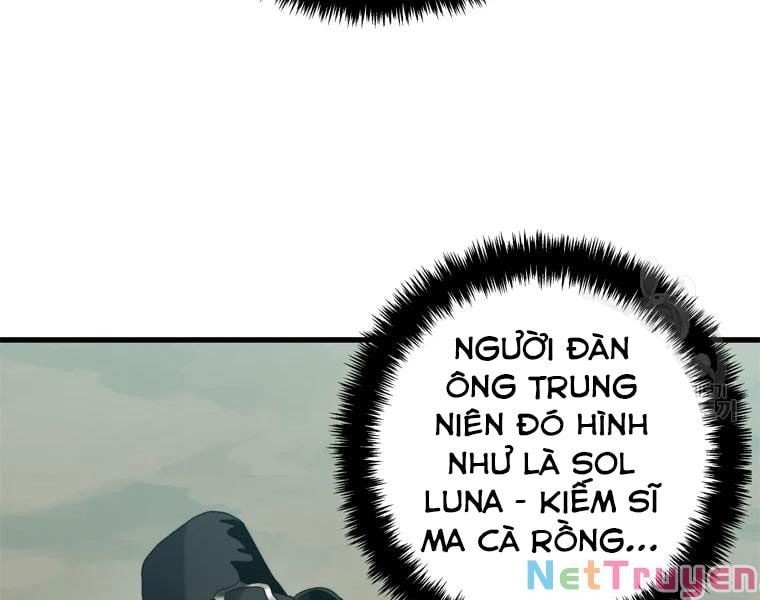 NGƯỜI ĐÀN
ÔNG TRUNG
NIÊN ĐÓ HÌNH
NHƯ LÀ SOL
LUNA - KIẾM SĨ
MA CÀ RỒNG...
NetTruyen